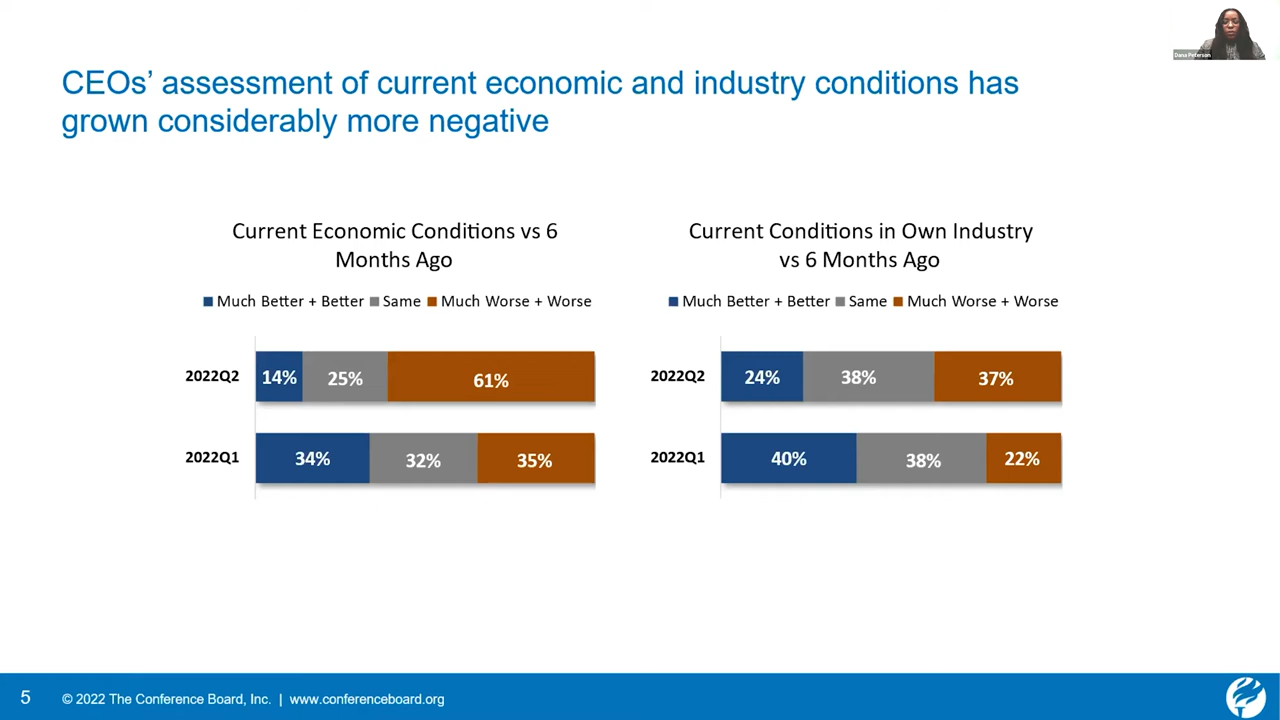 Dana Peterson
CEOs’ assessment of current economic and industry conditions has
grown considerably more negative
Current Economic Conditions vs 6
Months Ago
Much Better + Better Same Much Worse + Worse
2022Q2 14% 25% 61%
2022Q1 34% 32% 35%
Current Conditions in Own Industry
vs 6 Months Ago
Much Better + Better Same Much Worse + Worse
2022Q2 24% 38% 37%
2022Q1 40% 38% 22%
5 © 2022 The Conference Board, Inc. | www.conferenceboard.org